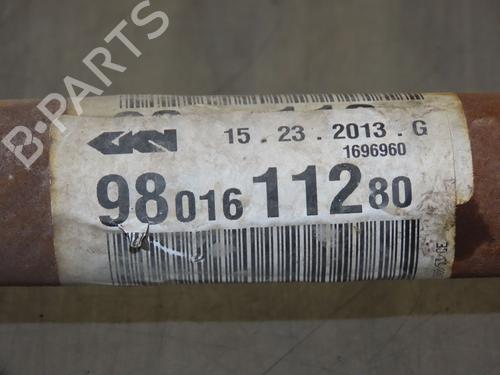 B-PARTS
GKN 15 . 23 . 2013 . G
1696960
98 016 112 80